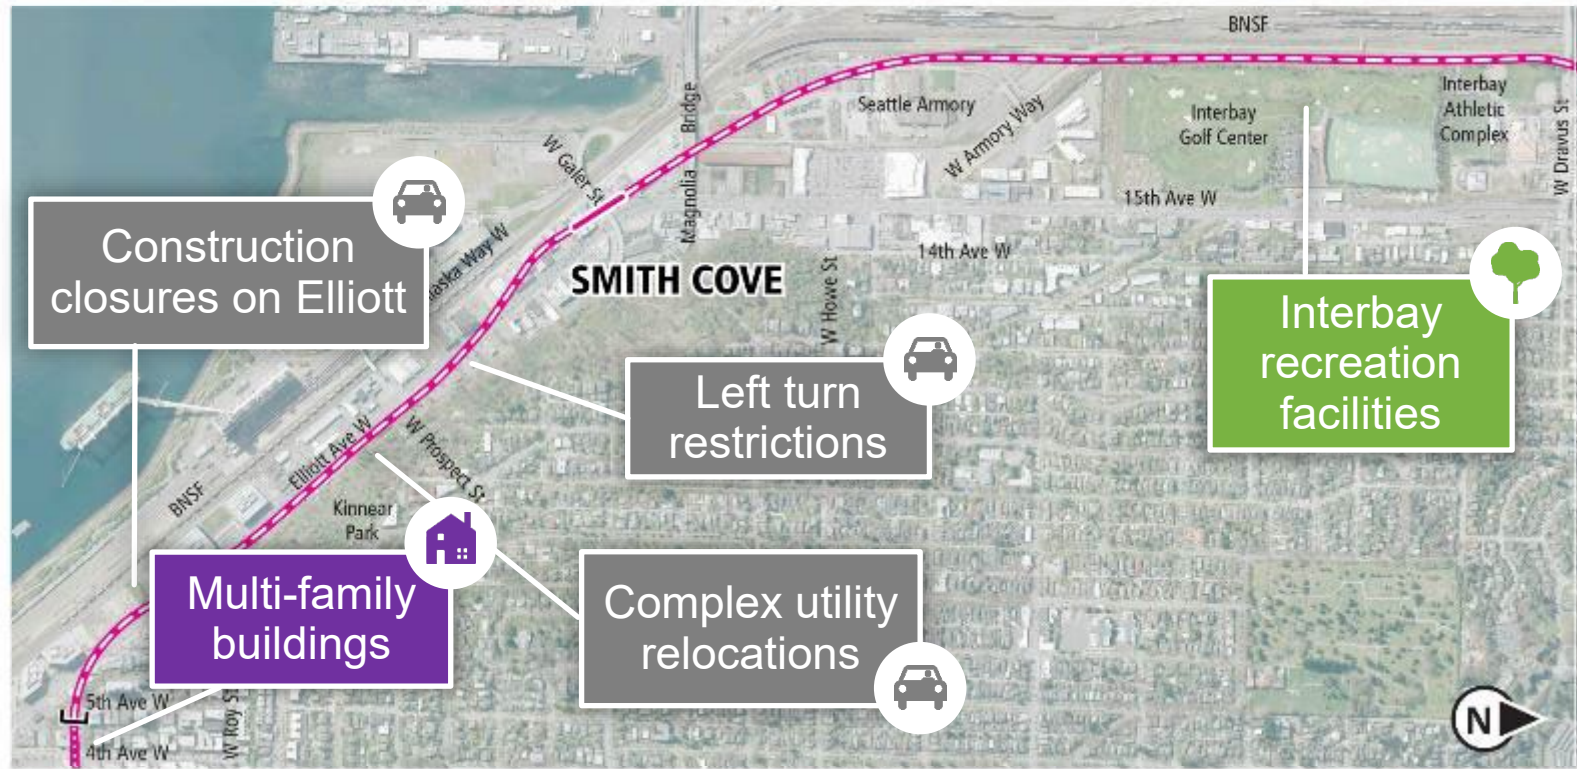 BNSF
Seattle Armory
W Armory Way
Interbay
Golf Center
Interbay
Athletic
Complex
W Dravus St
Magnolia Bridge
W Galer St
15th Ave W
14th Ave W
Construction
closures on Elliott
Way W
SMITH COVE
W Howe St
Interbay
recreation
facilities
Left turn
restrictions
Elliott Ave W
W Prospect St
BNSF
Kinnear
Park
Multi-family
buildings
Complex utility
relocations
5th Ave W
W Roy St
4th Ave W
N